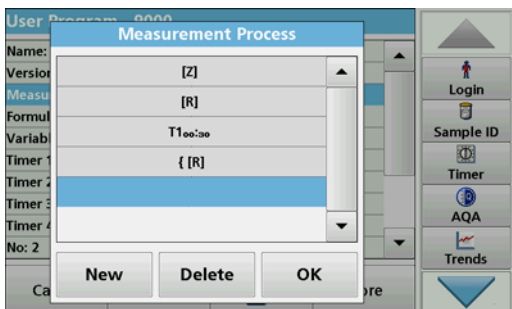 User Program 9000
Measurement Process
Name:
Version
Measu
Formul
Variabl
Timer 1
Timer 2
Timer 3
Timer 4
No: 2
[Z]
[R]
T1₀₀:₃₀
{ [R]
New
Delete
OK
Ca
ore
Login
Sample ID
Timer
AQA
Trends